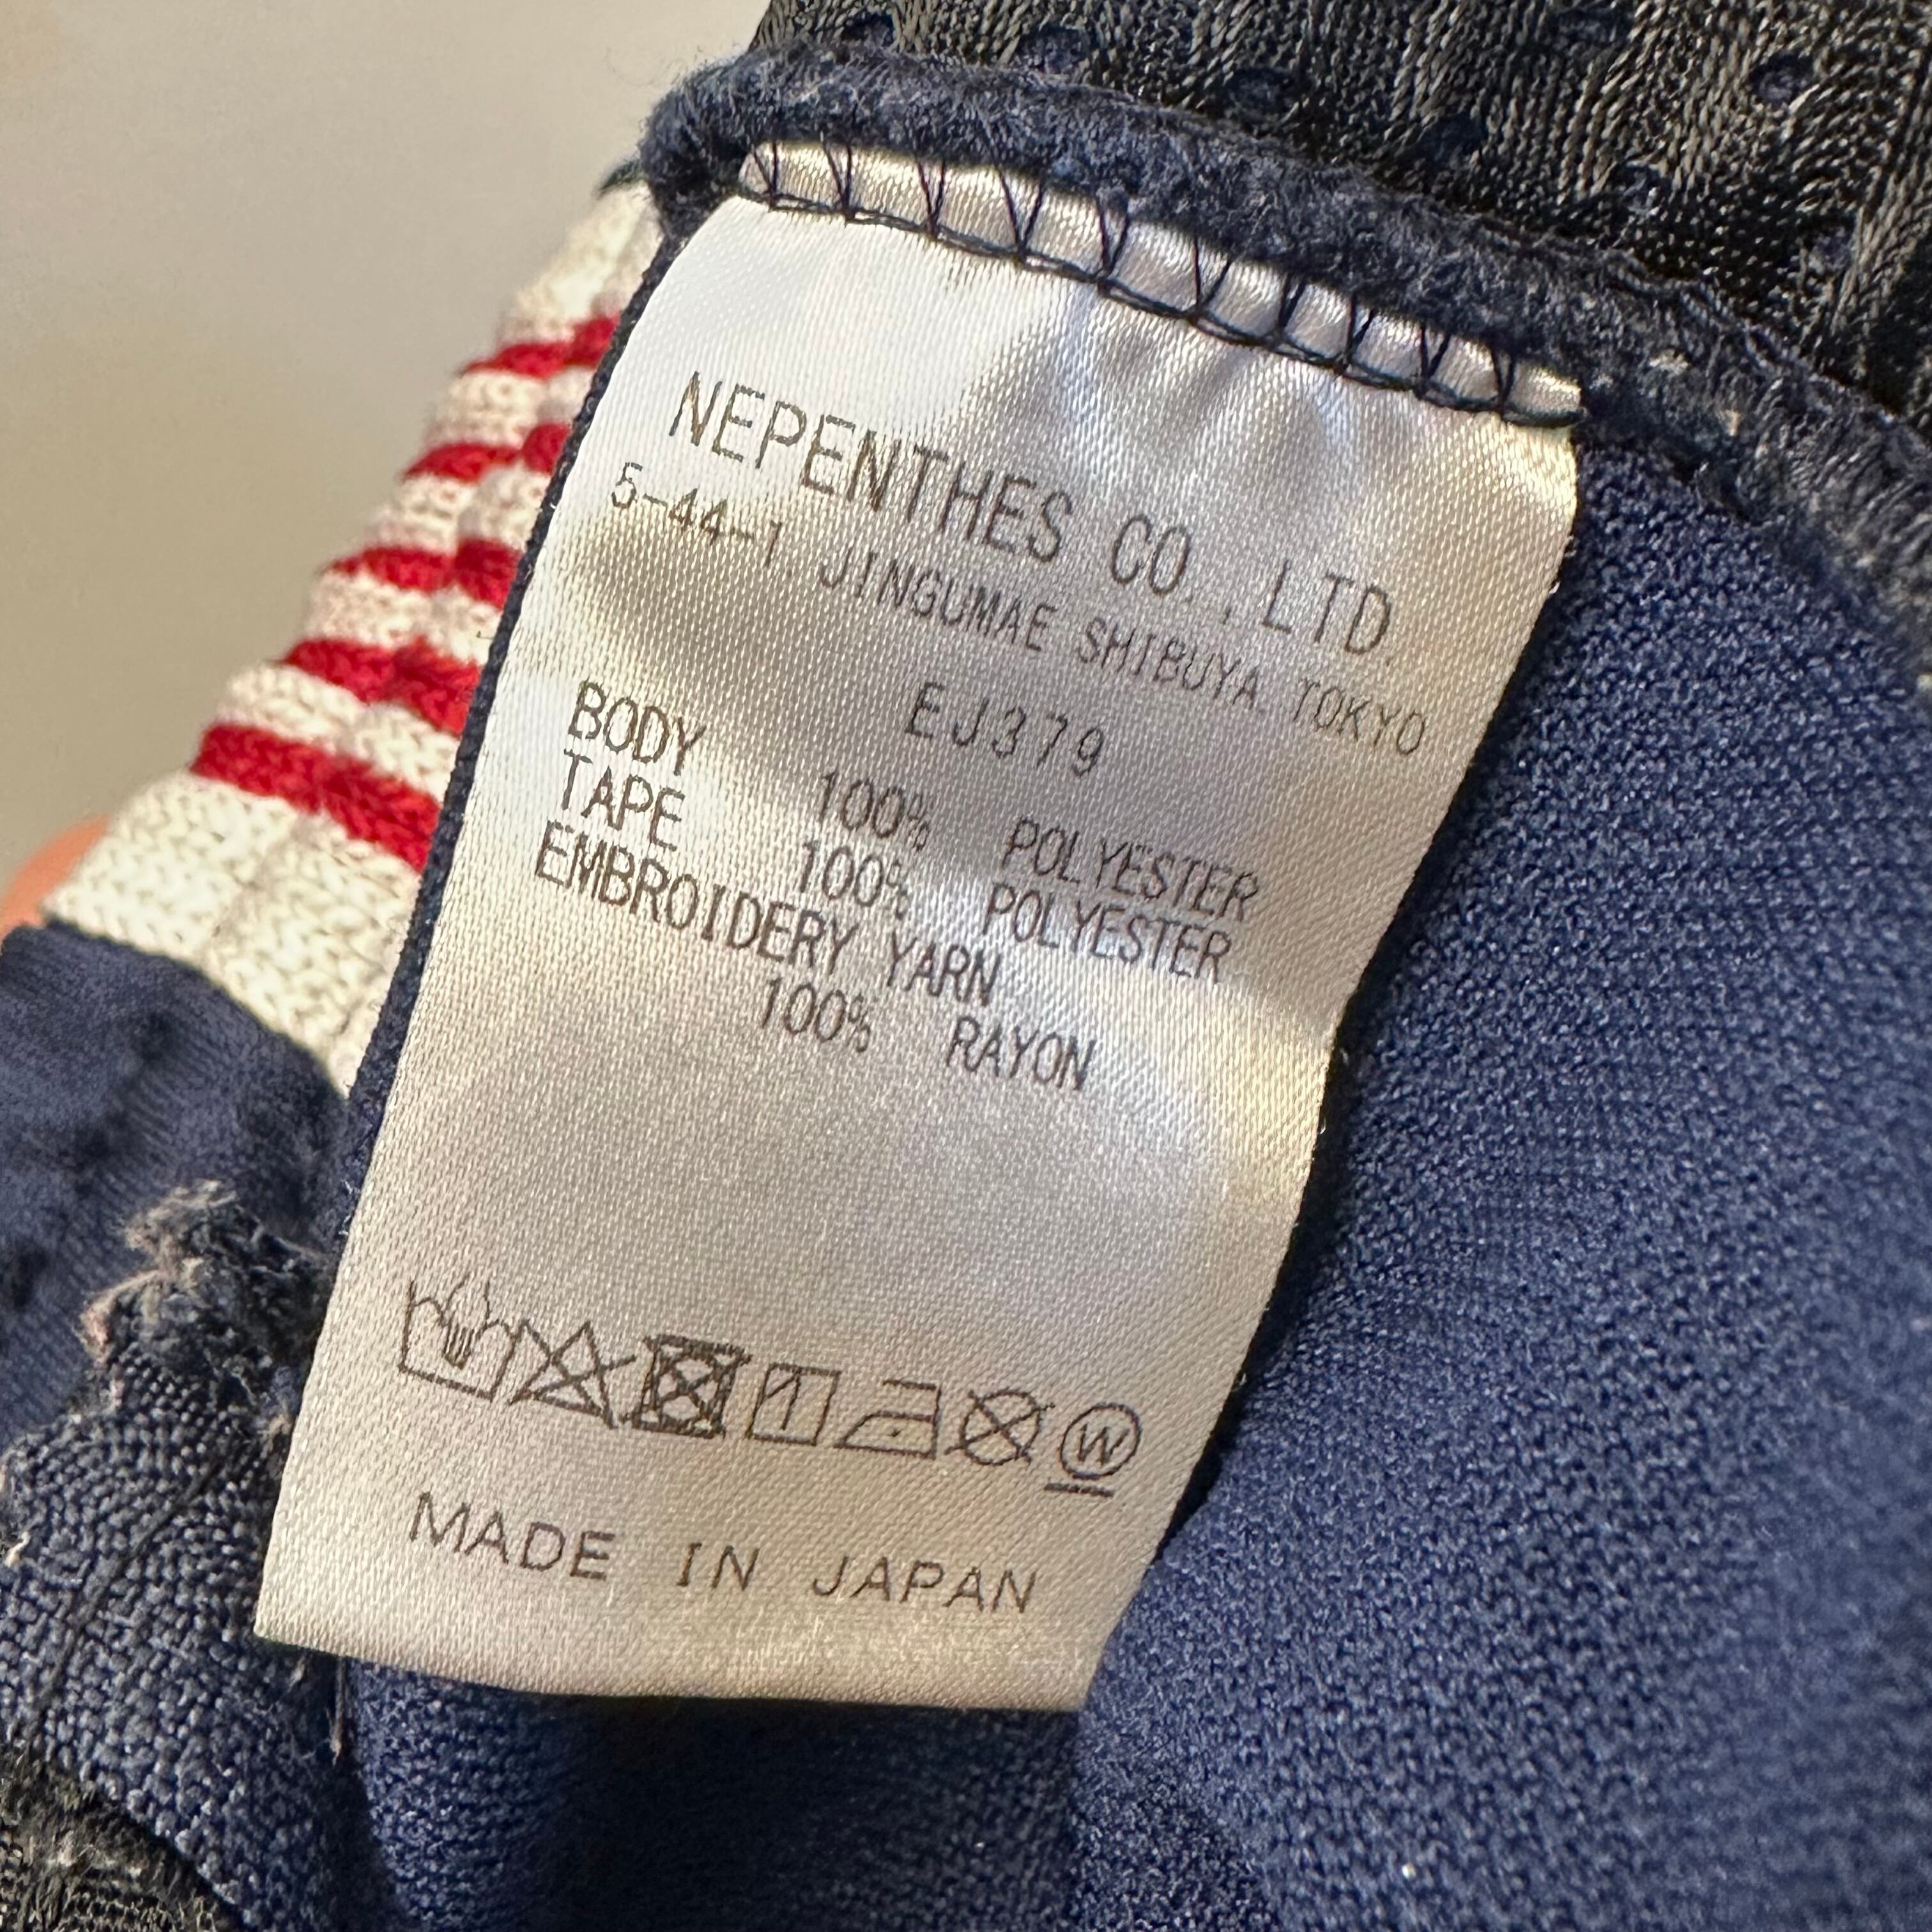 NEPENTHES CO.,LTD.
5-44-1 JINGUMAE SHIBUYA TOKYO
EJ379
BODY 100% POLYESTER
TAPE 100% POLYESTER
EMBROIDERY YARN
100% RAYON
1 W
MADE IN JAPAN